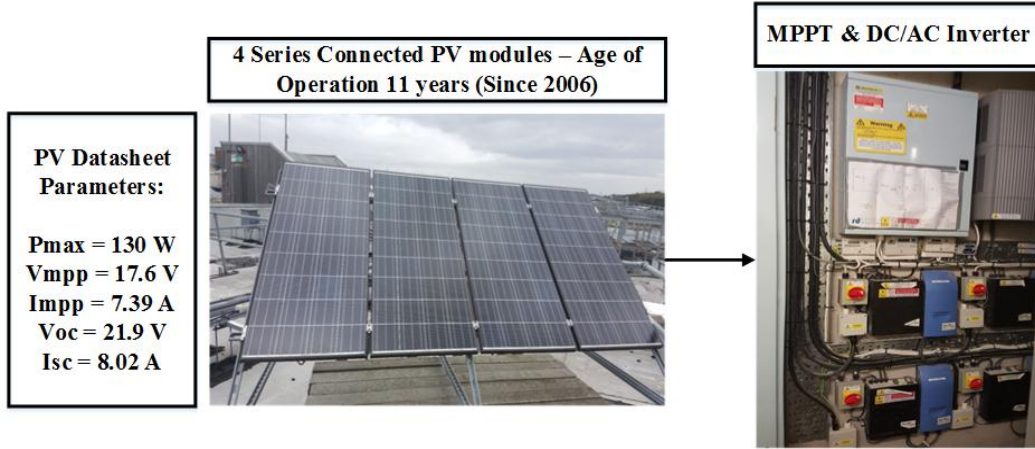 4 Series Connected PV modules – Age of
Operation 11 years (Since 2006)
MPPT & DC/AC Inverter
PV Datasheet
Parameters:
Pmax = 130 W
Vmpp = 17.6 V
Impp = 7.39 A
Voc = 21.9 V
Isc = 8.02 A
Warning